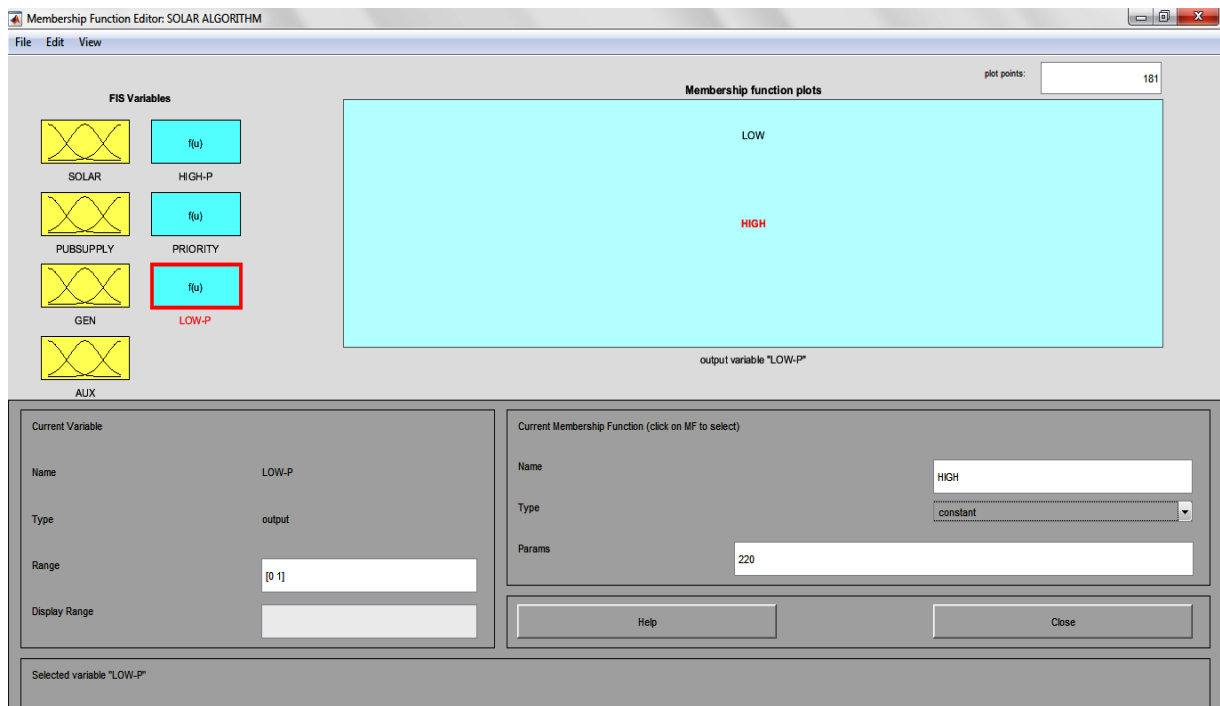 Membership Function Editor: SOLAR ALGORITHM
File Edit View
plot points: 181
FIS Variables
Membership function plots
f(u)
LOW
SOLAR HIGH-P
f(u)
HIGH
PUBSUPPLY PRIORITY
f(u)
GEN LOW-P
output variable "LOW-P"
AUX
Current Variable
Name LOW-P
Type output
Range [0 1]
Display Range
Current Membership Function (click on MF to select)
Name HIGH
Type constant
Params 220
Help Close
Selected variable "LOW-P"